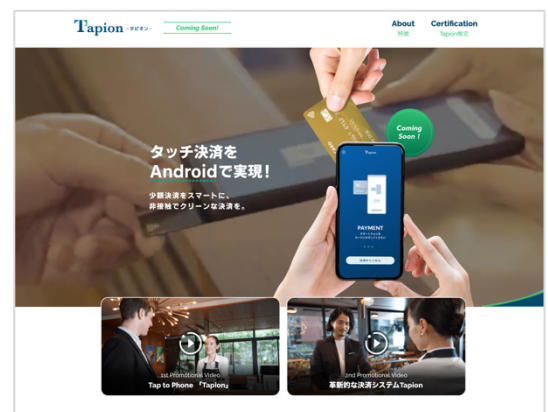 Tapion -タピオン-
Coming Soon!
About
特徴
Certification
Tapion検定
タッチ決済を
Androidで実現!
少額決済をスマートに、
非接触でクリーンな決済を。
Coming
Soon !
Tapion
PAYMENT
1st Promotional Video
Tap to Phone 「Tapion」
2nd Promotional Video
革新的な決済システムTapion